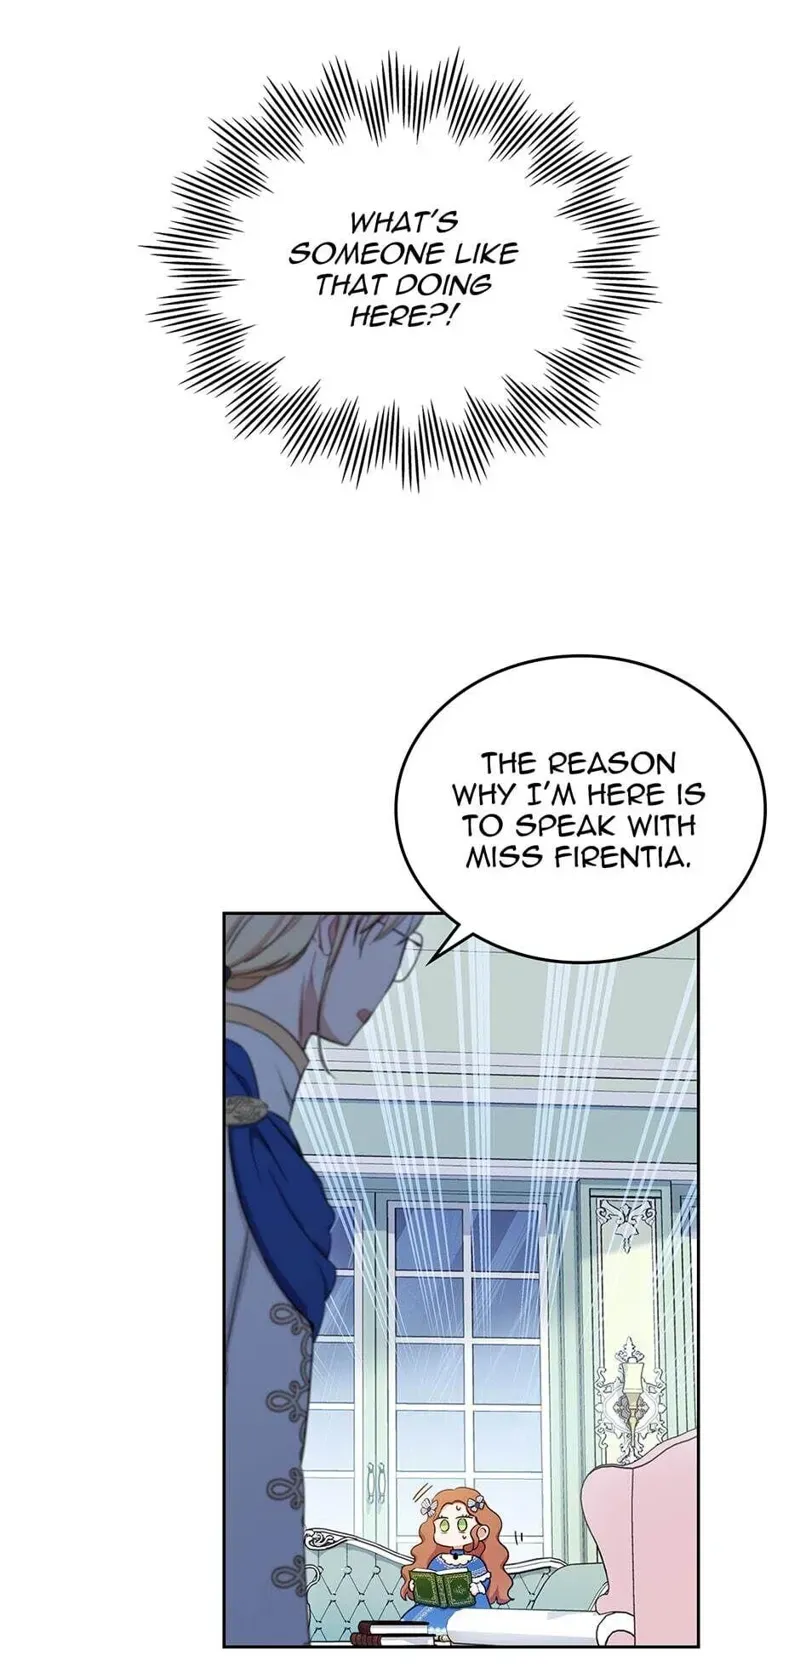 WHAT'S
SOMEONE LIKE
THAT DOING
HERE?!
THE REASON
WHY I'M HERE IS
TO SPEAK WITH
MISS FIRENTIA.